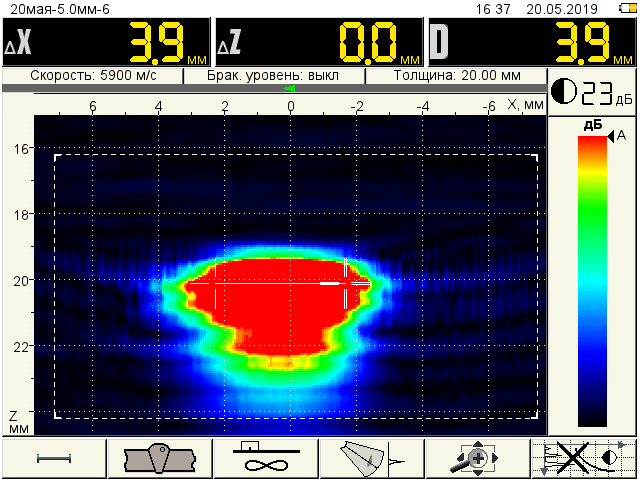 20мая-5.0мм-6 16 37 20.05.2019
ΔX 3.9 мм ΔZ 0.0 мм D 3.9 мм
Скорость: 5900 м/с Брак. уровень: выкл Толщина: 20.00 мм
23 дБ
6 4 2 0 -2 -4 -6 X, мм
дБ
A
16
18
20
22
Z
мм